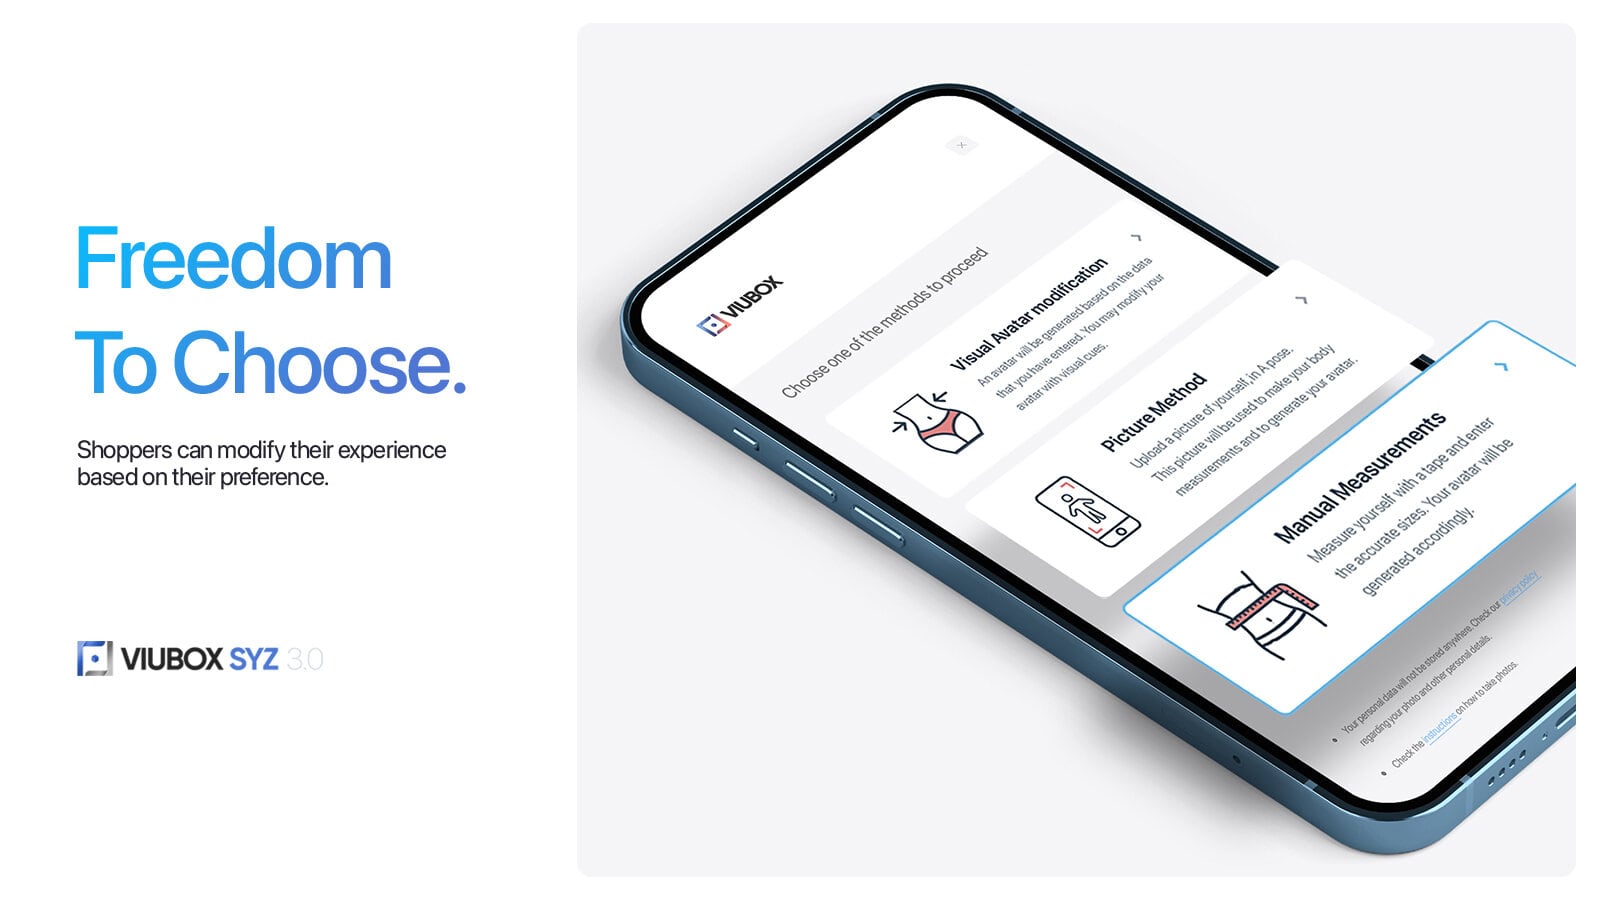 Freedom
To Choose.
Shoppers can modify their experience
based on their preference.
VIUBOX SYZ 3.0
VIUBOX
Choose one of the methods to proceed
Visual Avatar modification
An avatar will be generated based on the data
that you have entered. You may modify your
avatar with visual cues.
Picture Method
Upload a picture of yourself, in A pose.
This picture will be used to make your body
measurements and to generate your avatar.
Manual Measurements
Measure yourself with a tape and enter
the accurate sizes. Your avatar will be
generated accordingly.
Your personal data will not be stored anywhere. Check our privacy policy
regarding your photo and other personal details.
Check the instructions on how to take photos.